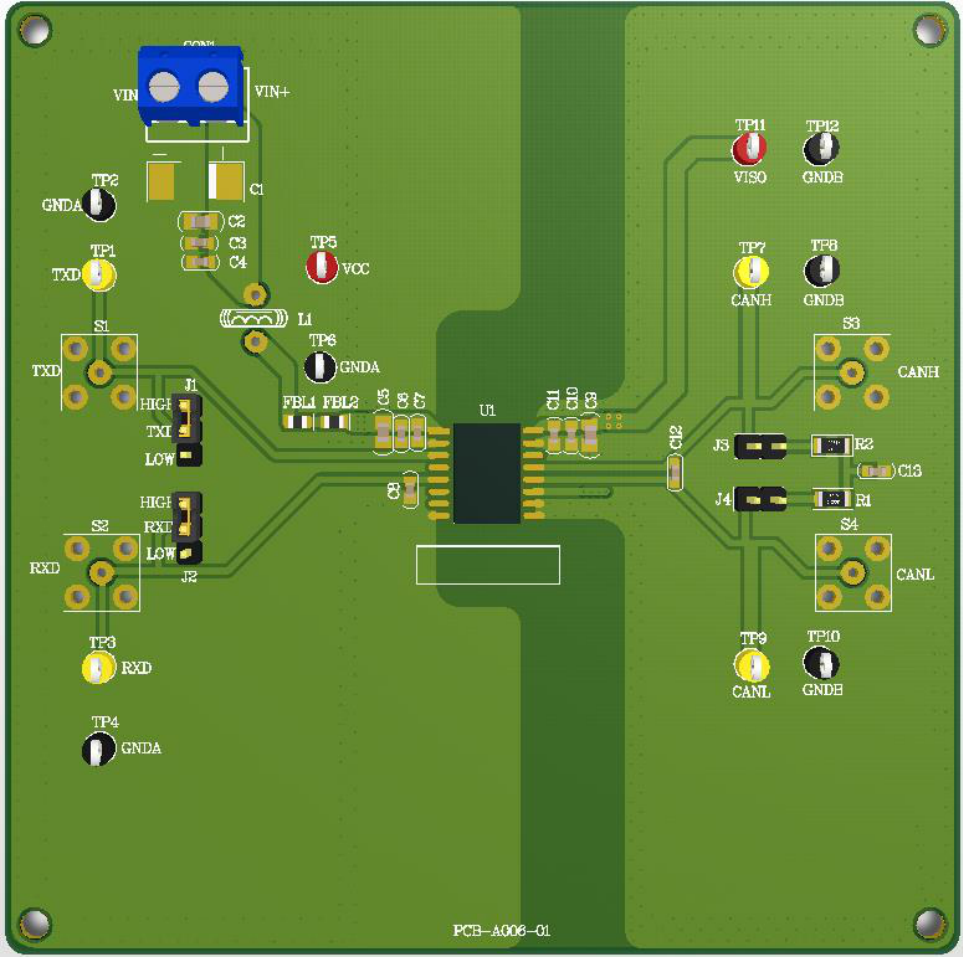 CON1
VIN
VIN+
TP11
TP12
VISO
GNDB
TP2
GNDA
C1
C2
C3
C4
TP1
TXD
TP5
VCC
TP7
TP8
CANH
GNDB
S1
L1
S3
TP6
GNDA
TXD
CANH
J1
HIGH
TXD
LOW
FBL1
FBL2
C5
C6
C7
U1
C11
C10
C9
C12
J3
R2
C13
C8
J4
R1
HIGH
RXD
LOW
J2
S2
RXD
S4
CANL
TP3
RXD
TP9
TP10
CANL
GNDB
TP4
GNDA
PCB-A006-01